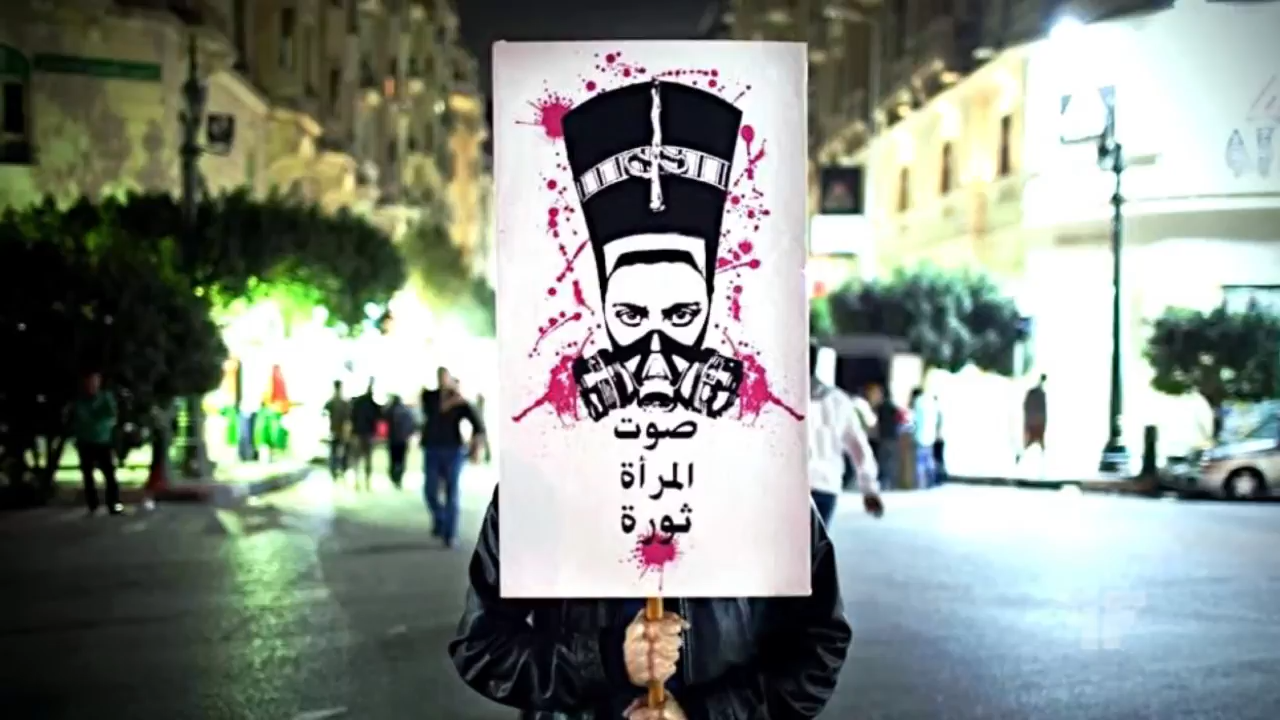 صوت
المرأة
ثورة